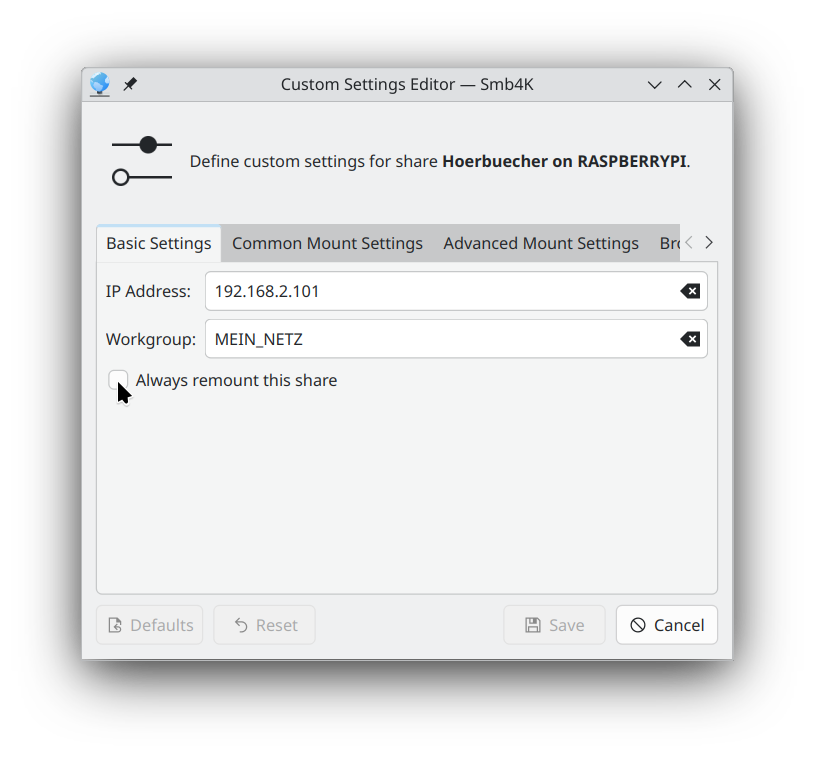 Custom Settings Editor — Smb4K
Define custom settings for share Hoerbuecher on RASPBERRYPI.
Basic Settings Common Mount Settings Advanced Mount Settings
IP Address: 192.168.2.101
Workgroup: MEIN_NETZ
Always remount this share
Defaults Reset Save Cancel